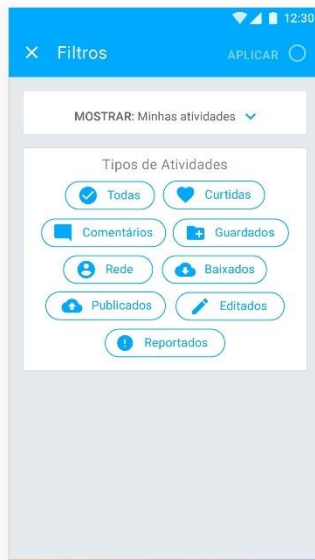 12:30
Filtros APLICAR
MOSTRAR: Minhas atividades
Tipos de Atividades
Todas Curtidas
Comentários Guardados
Rede Baixados
Publicados Editados
Reportados